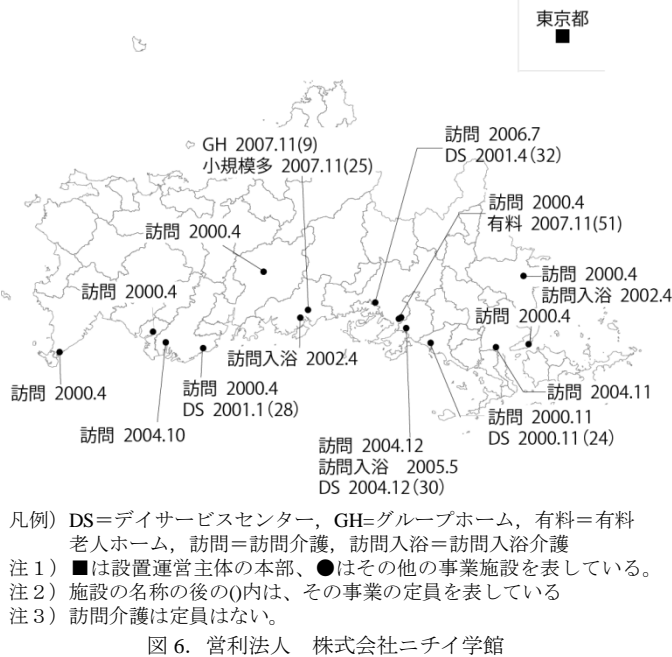 東京都
訪問 2006.7
DS 2001.4(32)
GH 2007.11(9)
小規模多 2007.11(25)
訪問 2000.4
有料 2007.11(51)
訪問 2000.4
訪問 2000.4
訪問入浴 2002.4
訪問 2000.4
訪問 2000.4
訪問入浴 2002.4
訪問 2000.4
訪問 2000.4
DS 2001.1(28)
訪問 2004.11
訪問 2004.10
訪問 2000.11
DS 2000.11(24)
訪問 2004.12
訪問入浴 2005.5
DS 2004.12(30)
凡例）DS＝デイサービスセンター，GH=グループホーム，有料＝有料
老人ホーム，訪問＝訪問介護，訪問入浴＝訪問入浴介護
注１）■は設置運営主体の本部、●はその他の事業施設を表している。
注２）施設の名称の後の()内は、その事業の定員を表している
注３）訪問介護は定員はない。
図 6. 営利法人　株式会社ニチイ学館